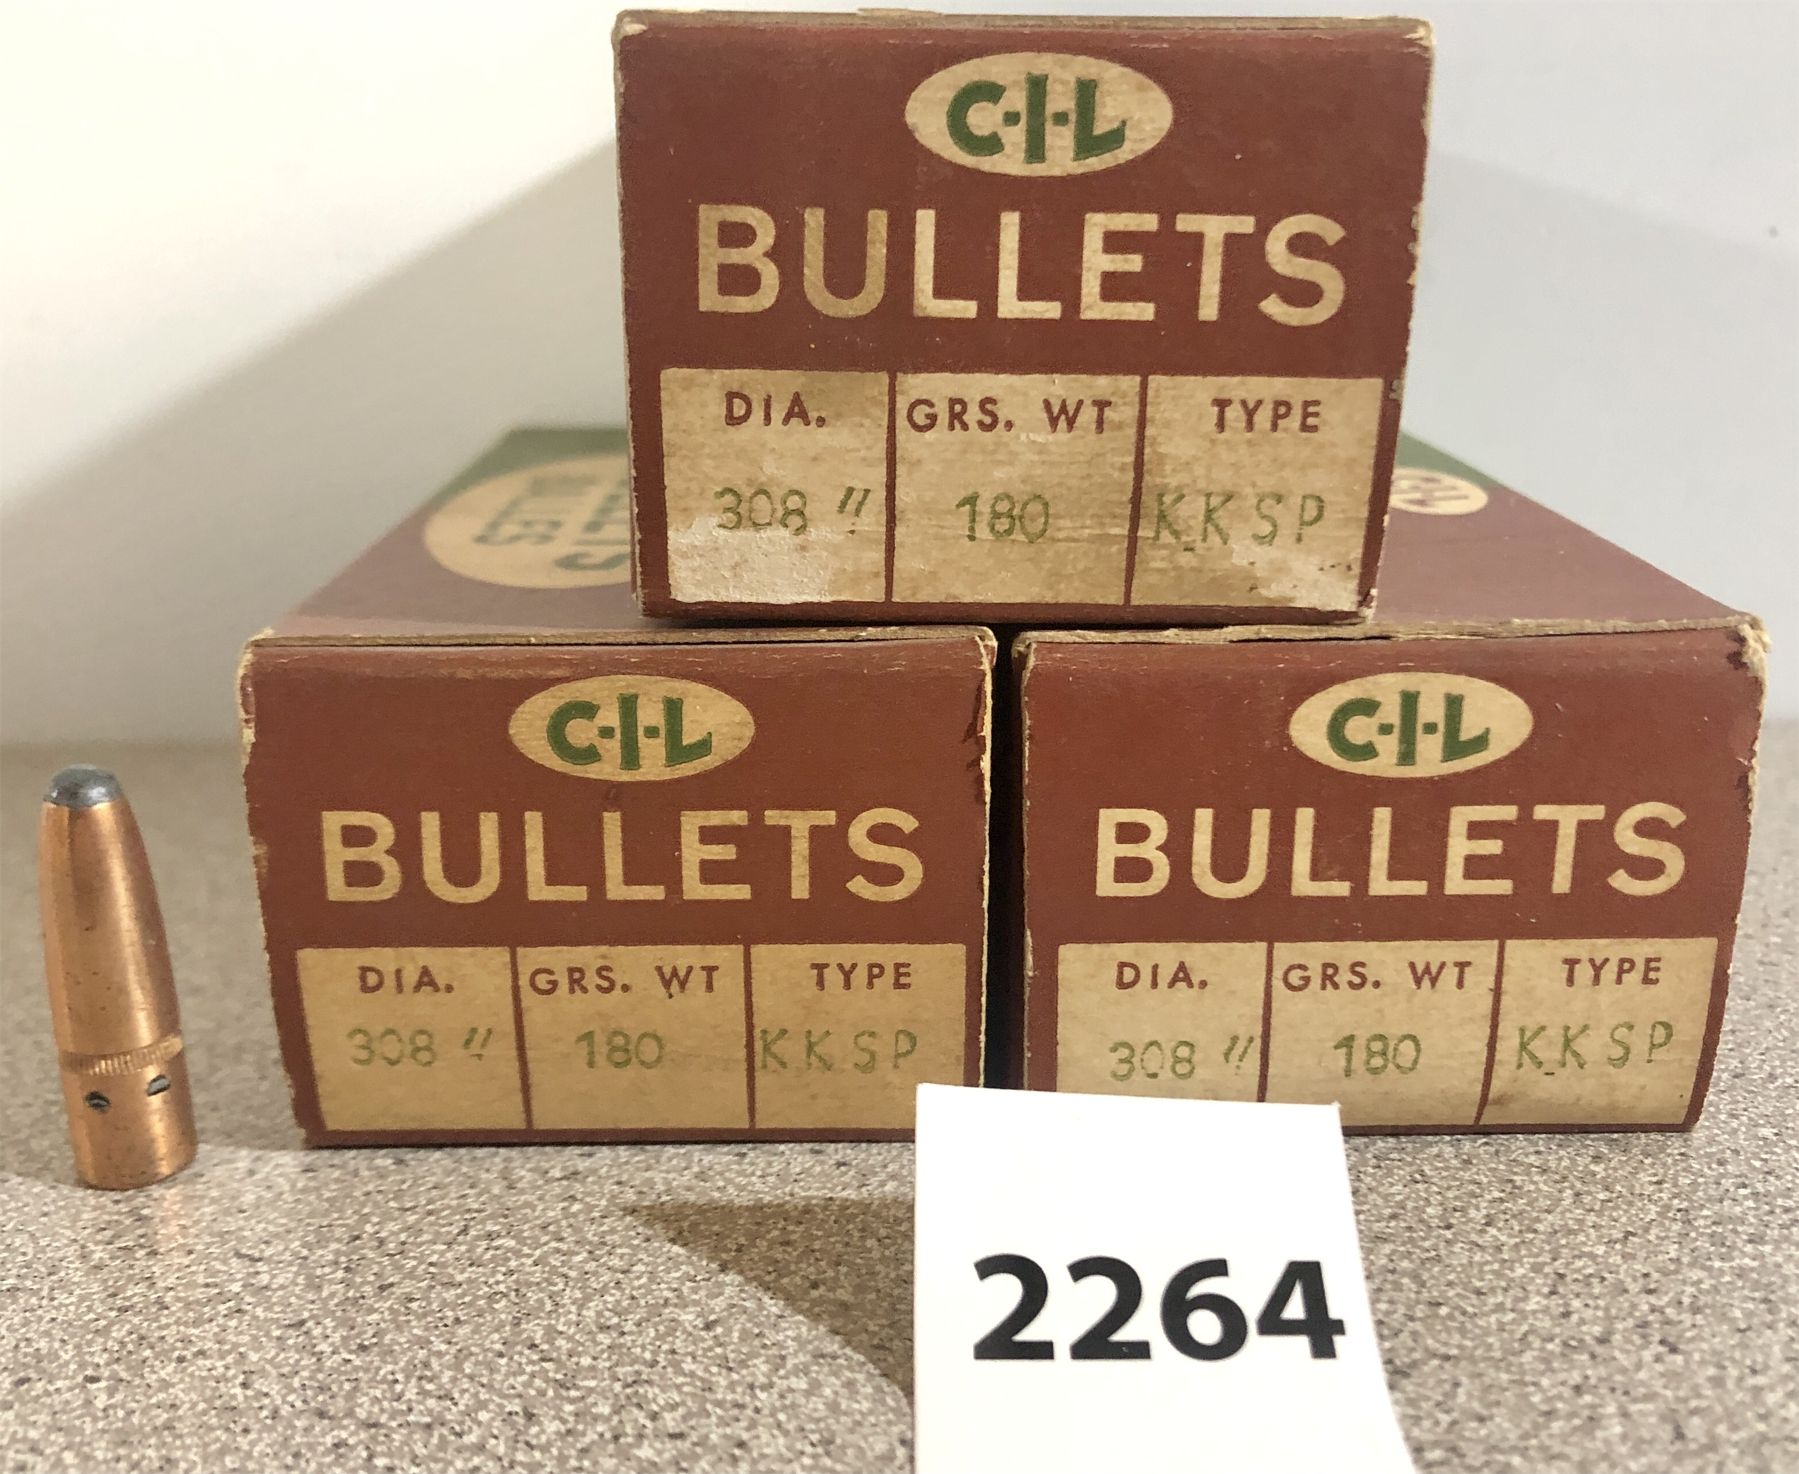 C-I-L
BULLETS
DIA. GRS. WT TYPE
308" 180 KKSP
C-I-L
BULLETS
DIA. GRS. WT TYPE
308" 180 KKSP
C-I-L
BULLETS
DIA. GRS. WT TYPE
308" 180 KKSP
2264